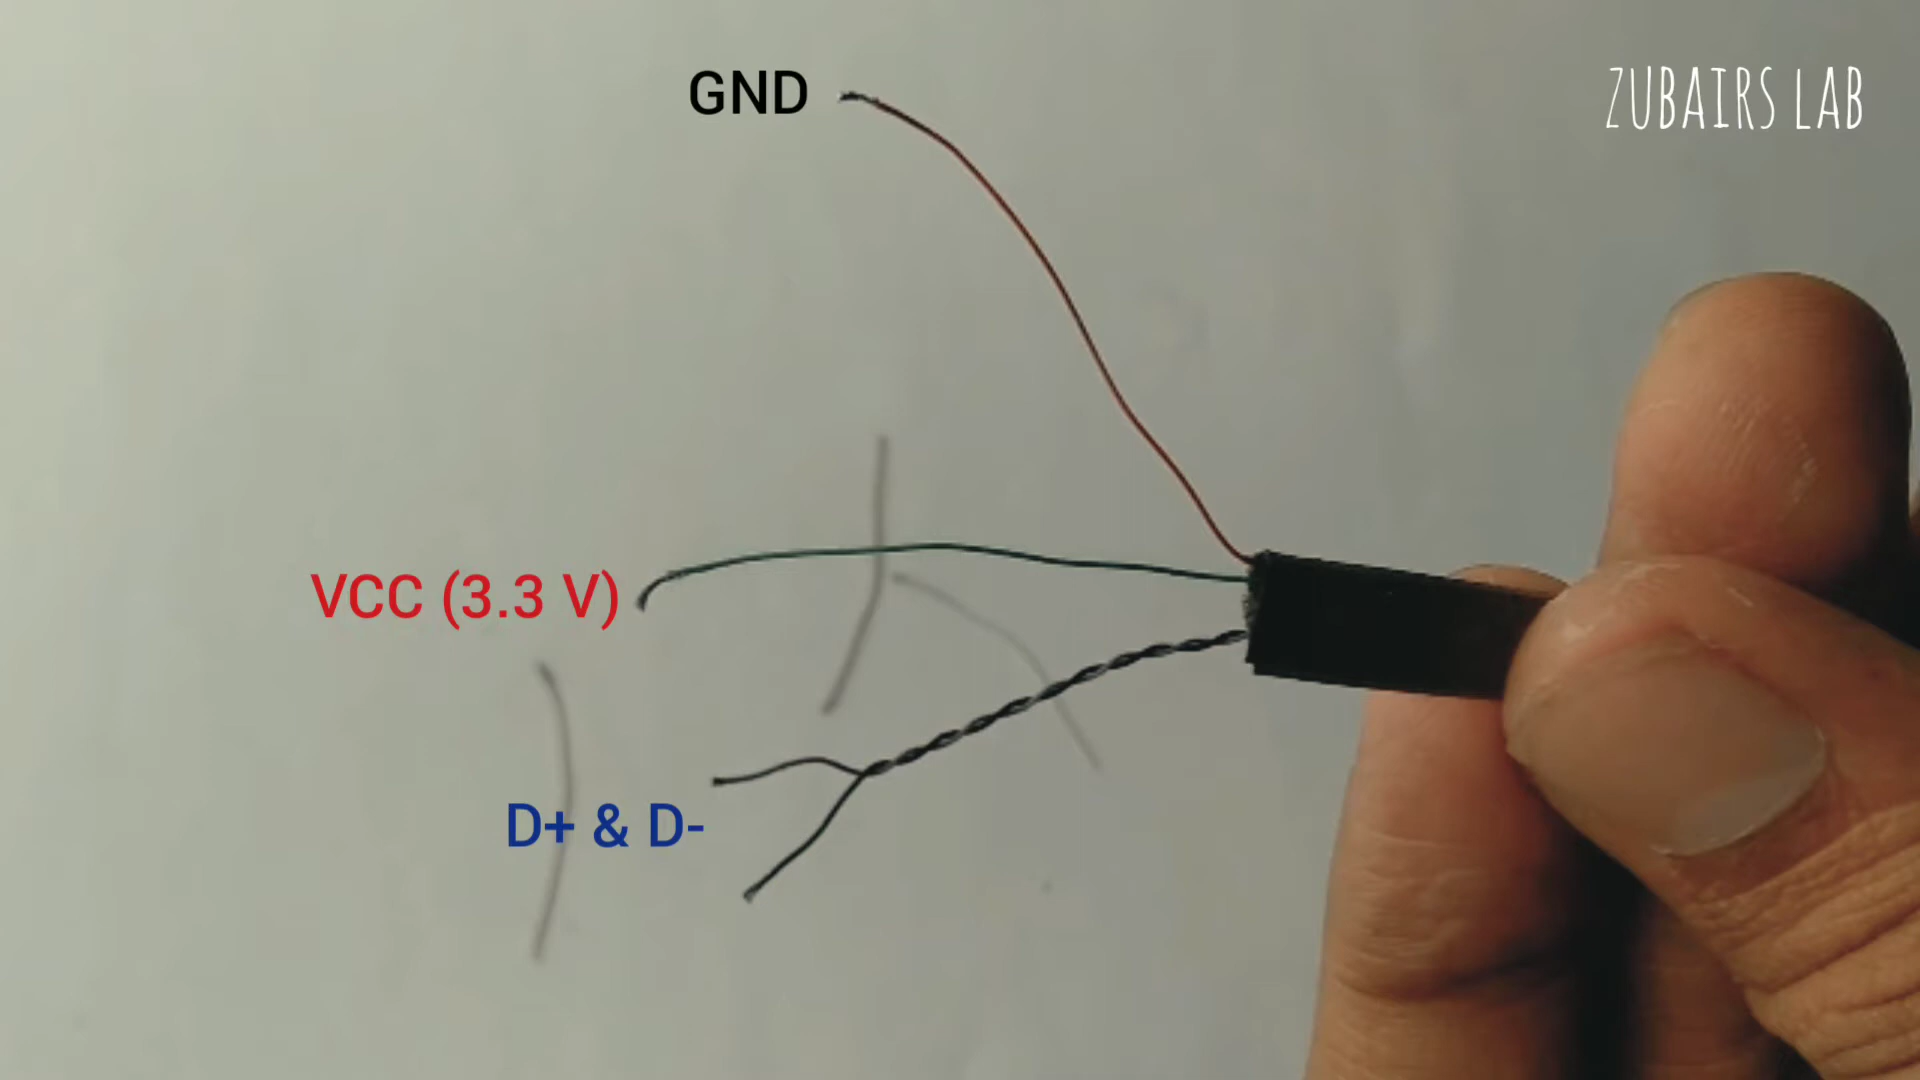 GND
ZUBAIRS LAB
VCC (3.3 V)
D+ & D-